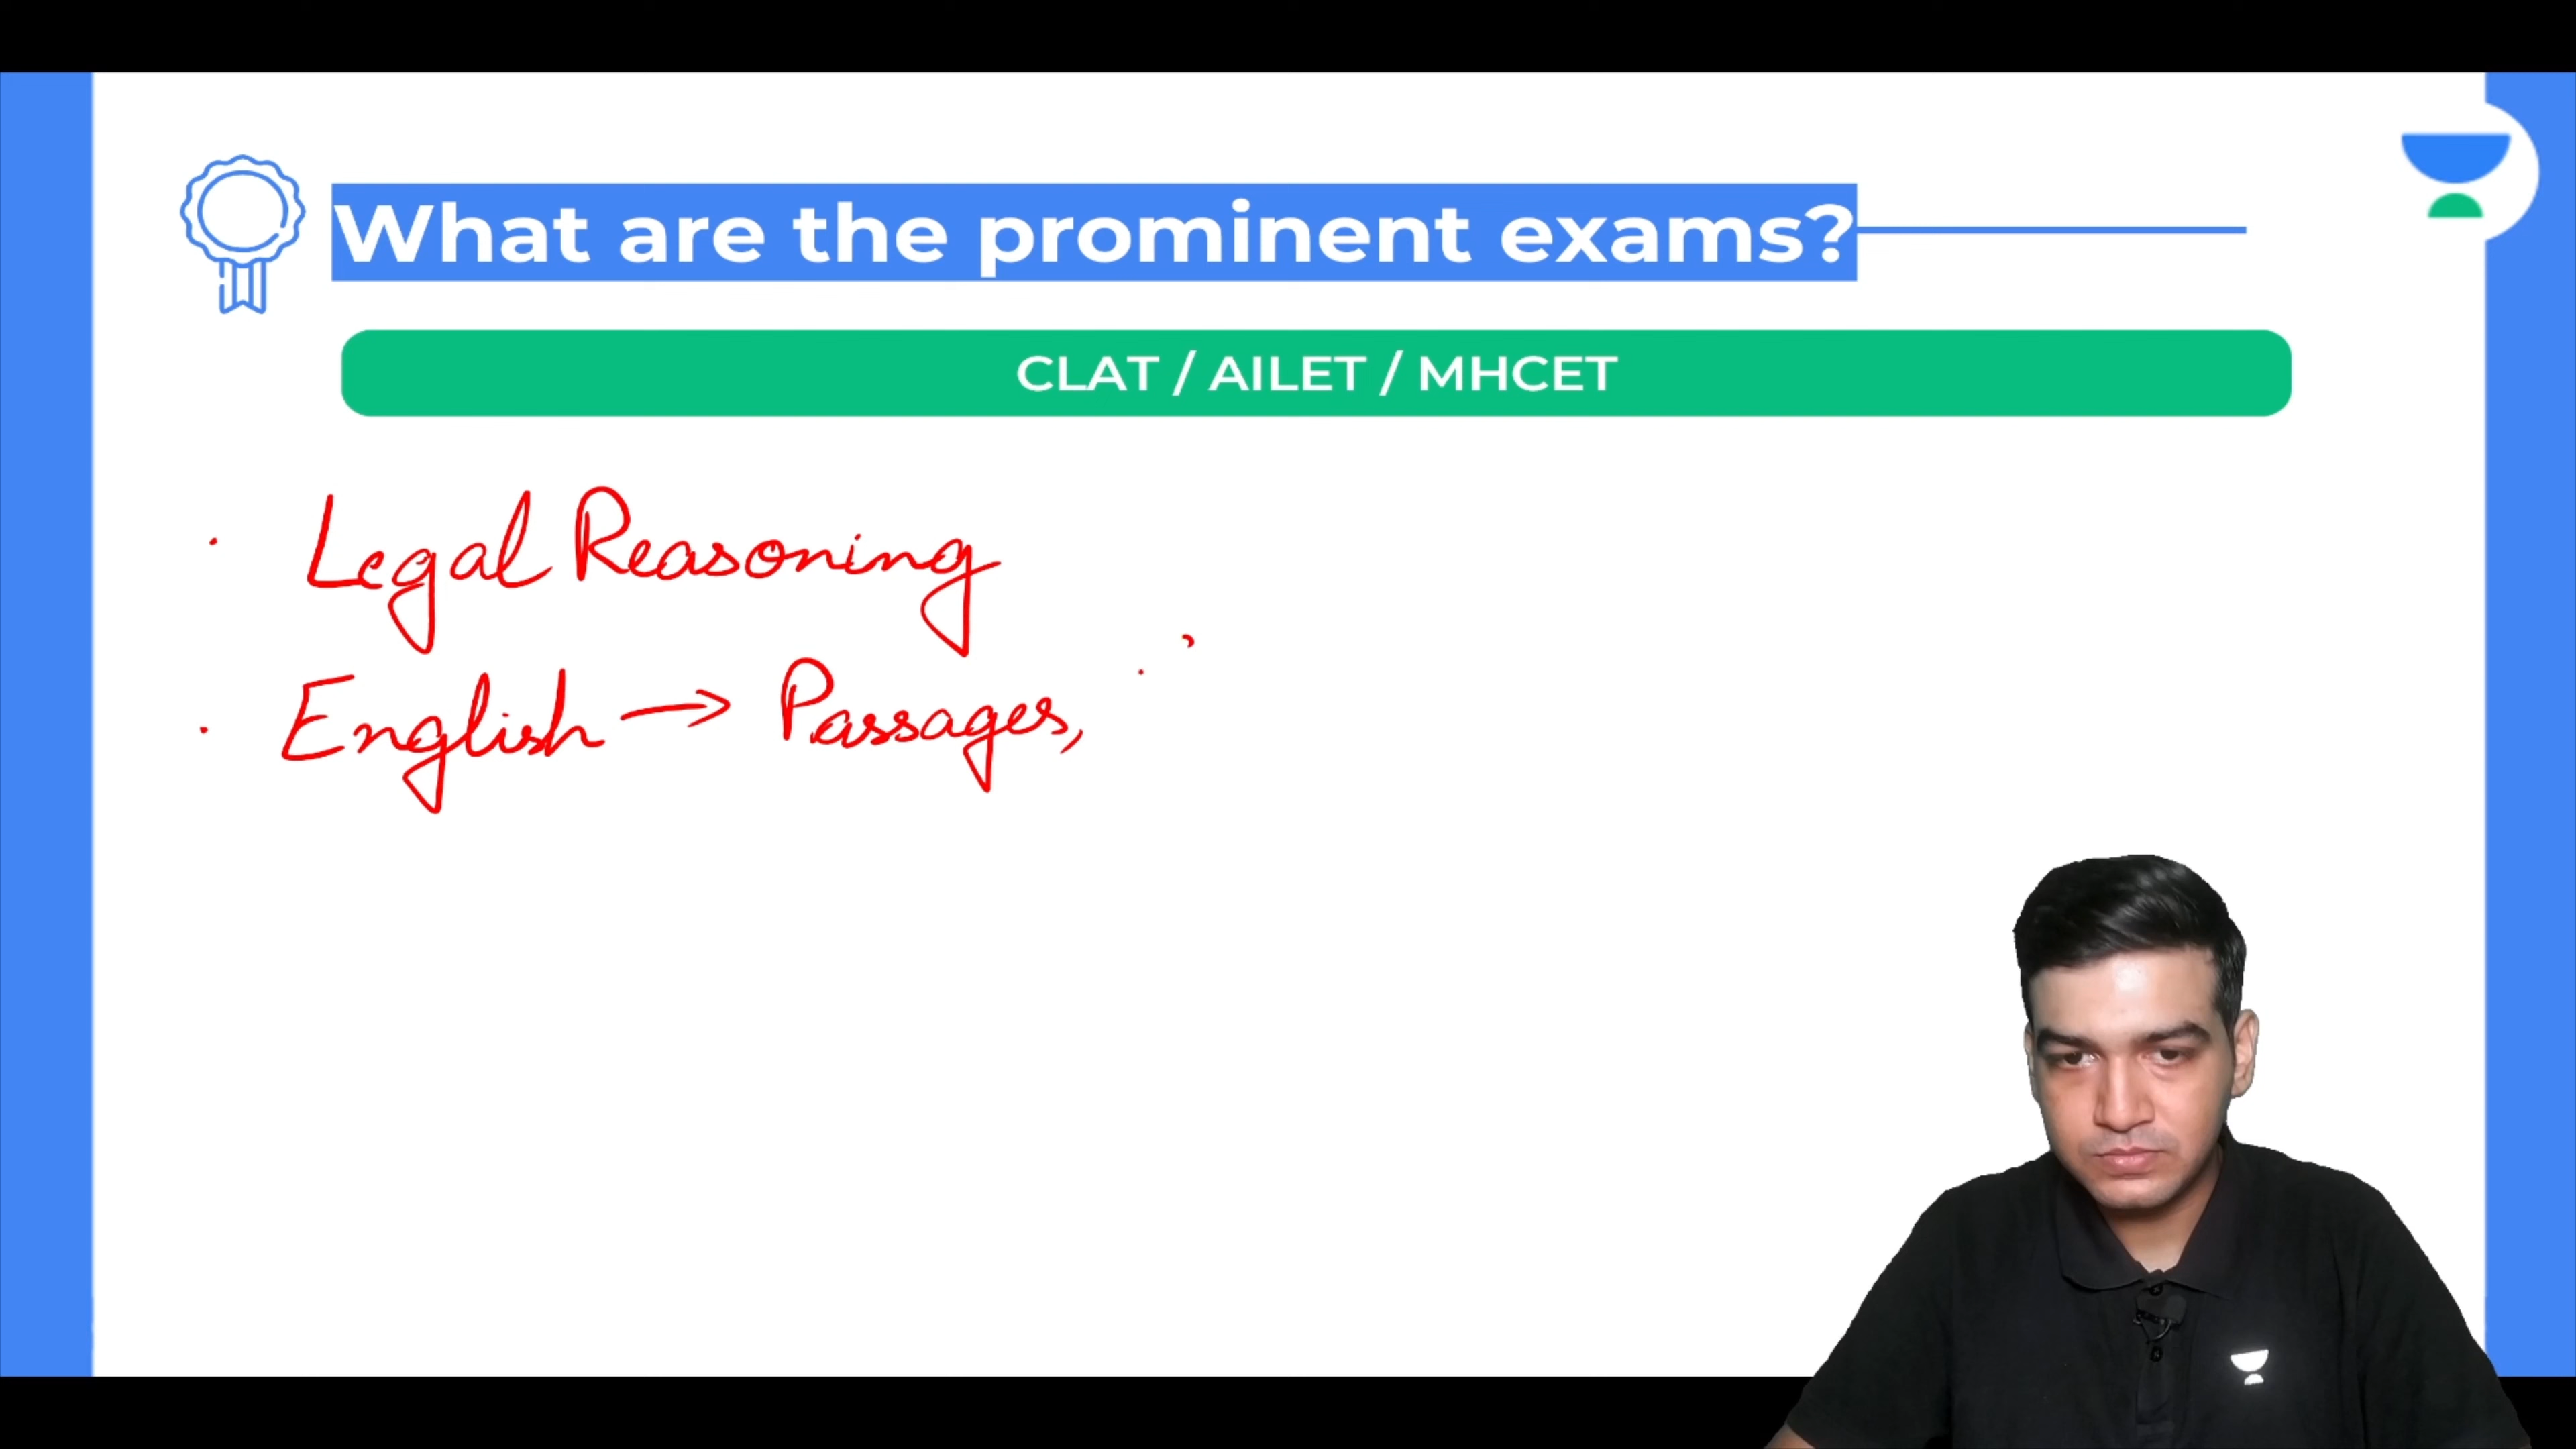 What are the prominent exams?
CLAT / AILET / MHCET
· Legal Reasoning
· English → Passages,